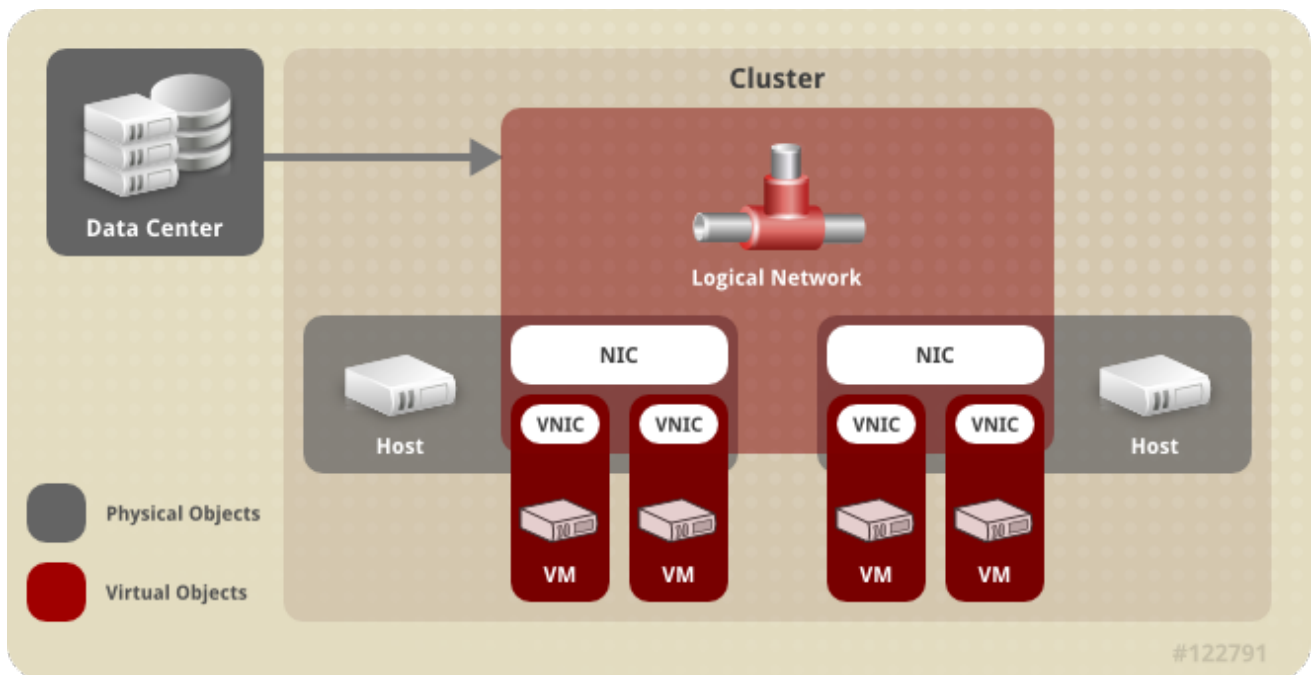 Cluster
Data Center
Logical Network
NIC
NIC
VNIC
VNIC
VNIC
VNIC
Host
Host
VM
VM
VM
VM
Physical Objects
Virtual Objects
#122791